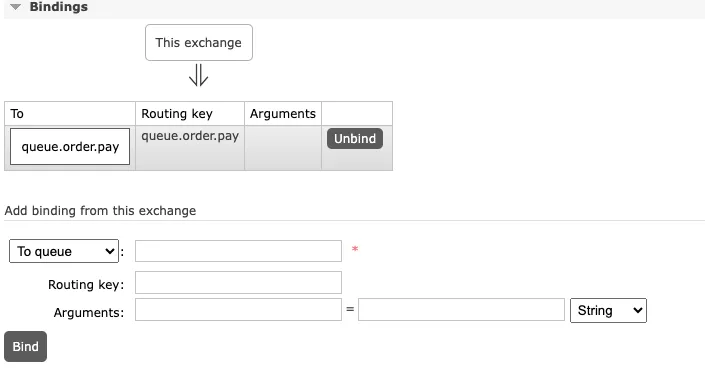 Bindings
This exchange
⇓
To Routing key Arguments
queue.order.pay queue.order.pay Unbind
Add binding from this exchange
To queue : *
Routing key:
Arguments: = String
Bind